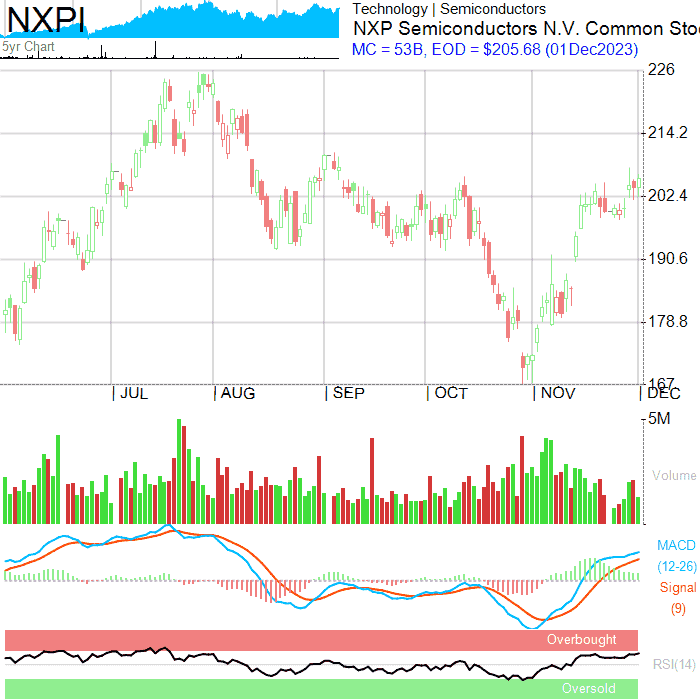 NXPI
5yr Chart
Technology | Semiconductors
NXP Semiconductors N.V. Common Sto
MC = 53B, EOD = $205.68 (01Dec2023)
226
214.2
202.4
190.6
178.8
167
JUL AUG SEP OCT NOV DEC
5M
Volume
MACD
(12-26)
Signal
(9)
Overbought
RSI(14)
Oversold